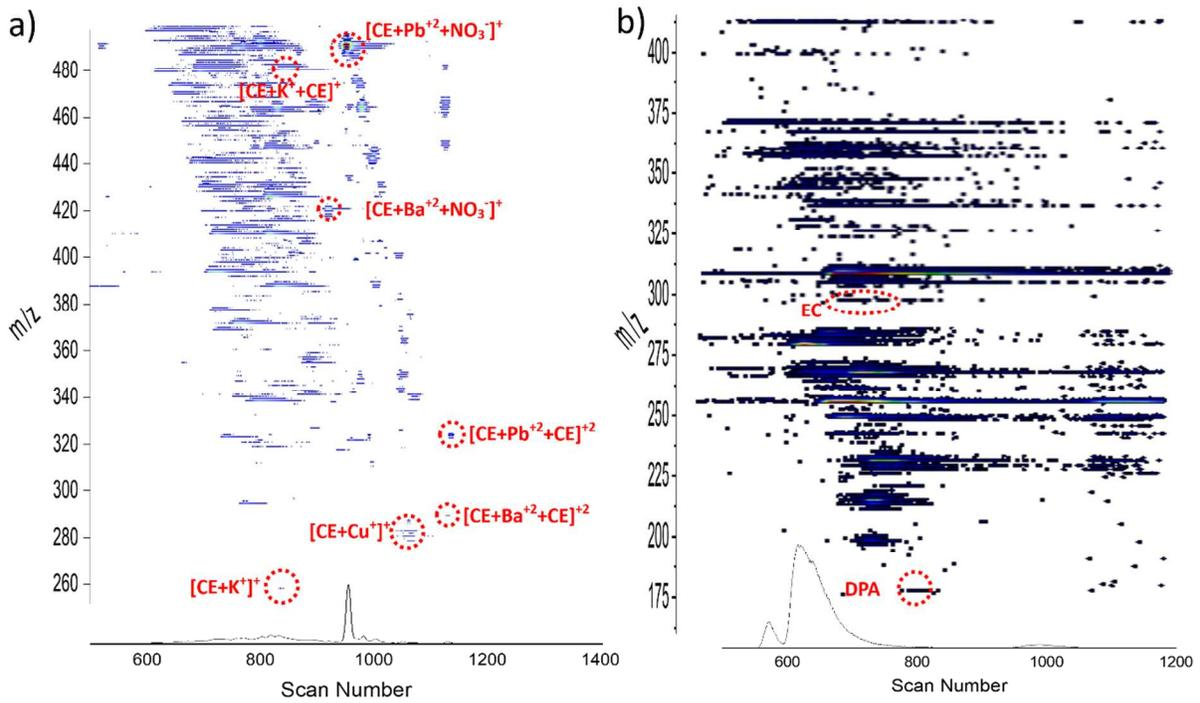 a)
[CE+Pb⁺²+NO₃⁻]⁺
480
[CE+K⁺+CE]⁺
460
440
420
[CE+Ba⁺²+NO₃⁻]⁺
400
380
m/z
360
340
320
[CE+Pb⁺²+CE]⁺²
300
[CE+Ba⁺²+CE]⁺²
[CE+Cu⁺]⁺
280
[CE+K⁺]⁺
260
600 800 1000 1200 1400
Scan Number
b)
400
375
350
325
300
EC
m/z
275
250
225
200
DPA
175
600 800 1000 1200
Scan Number